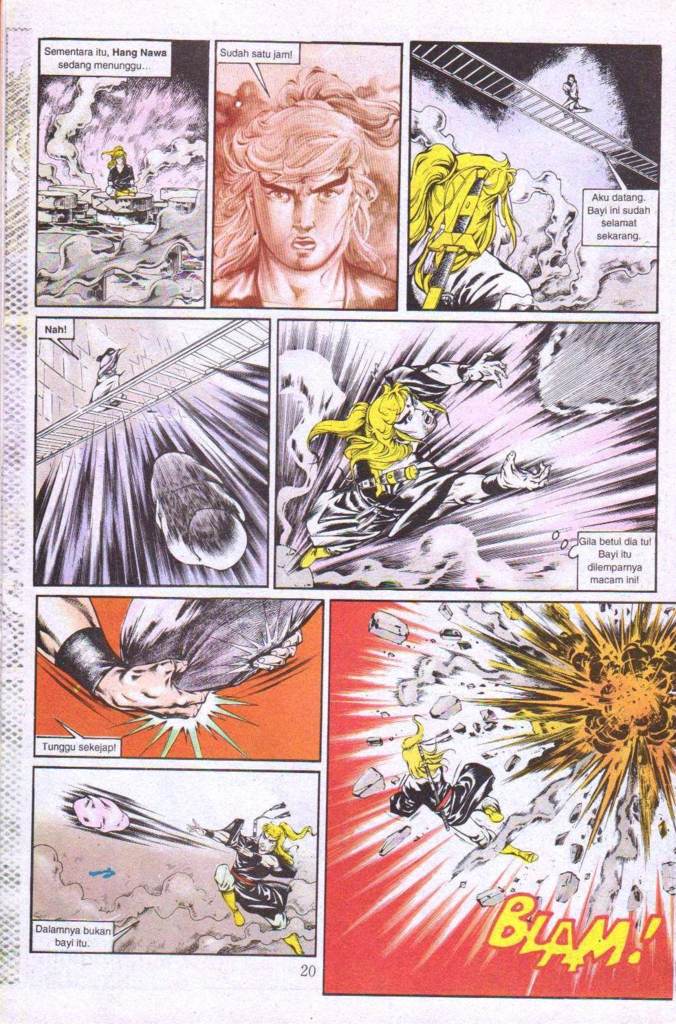 Sementara itu, Hang Nawa
sedang menunggu...
Sudah satu jam!
Aku datang.
Bayi ini sudah
selamat
sekarang.
Nah!
Gila betul dia tu!
Bayi itu
dilemparnya
macam ini!
Tunggu sekejap!
Dalamnya bukan
bayi itu.
BLAM!
20